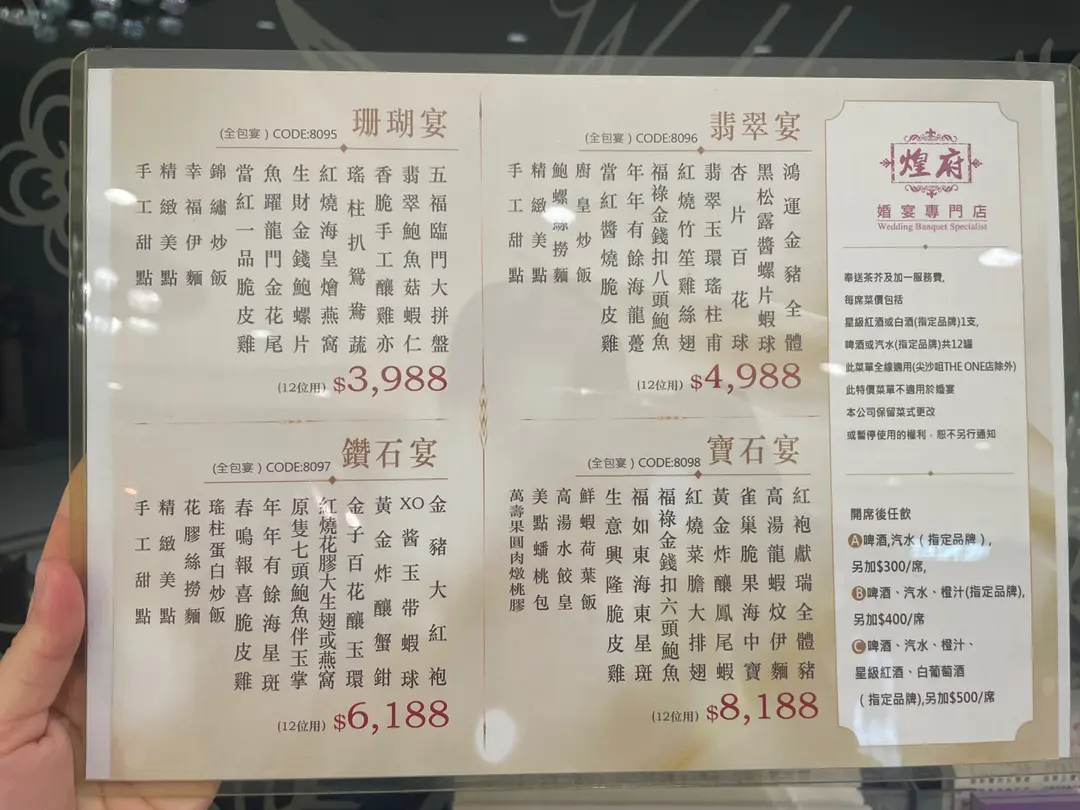 珊瑚宴
(全包宴) CODE:8095
五福臨門大拼盤
翡翠鮑魚菇蝦仁
香脆手工釀雞亦
瑤柱扒鴛鴦蔬
紅燒海皇燴燕窩
生財金錢鮑螺片
魚躍龍門金花尾
當紅一品脆皮雞
錦繡炒飯
幸福伊麵
精緻美點
手工甜點
(12位用) $3,988
翡翠宴
(全包宴) CODE:8096
鴻運金豬全體
黑松露醬螺片蝦球
杏片百花球
翡翠玉環瑤柱甫
紅燒竹笙雞絲翅
福祿金錢扣八頭鮑魚
年年有餘海龍躉
當紅醬燒脆皮雞
廚皇炒飯
鮑螺絲撈麵
精緻美點
手工甜點
(12位用) $4,988
鑽石宴
(全包宴) CODE:8097
金豬大紅袍
XO酱玉带蝦球
黃金炸釀蟹鉗
金子百花釀玉環
紅燒花膠大生翅或燕窩
原隻七頭鮑魚伴玉掌
年年有餘海星斑
春鳴報喜脆皮雞
瑤柱蛋白炒飯
花膠絲撈麵
精緻美點
手工甜點
(12位用) $6,188
寶石宴
(全包宴) CODE:8098
紅袍獻瑞全體豬
高湯龍蝦炆伊麵
雀巢脆果海中寶
黃金炸釀鳳尾蝦
紅燒菜膽大排翅
福祿金錢扣六頭鮑魚
福如東海東星斑
生意興隆脆皮雞
鮮蝦荷葉飯
高湯水餃皇
美點蟠桃包
萬壽果圓肉燉桃膠
(12位用) $8,188
煌府
婚宴專門店
Wedding Banquet Specialist
奉送茶芥及加一服務費,
每席菜價包括
星級紅酒或白酒(指定品牌)1支,
啤酒或汽水(指定品牌)共12罐
此菜單全線適用(尖沙咀THE ONE店除外)
此特價菜單不適用於婚宴
本公司保留菜式更改
或暫停使用的權利，恕不另行通知
開席後任飲
A啤酒,汽水（指定品牌）,
另加$300/席,
B啤酒、汽水、橙汁(指定品牌),
另加$400/席
C啤酒、汽水、橙汁、
星級紅酒、白葡萄酒
（指定品牌),另加$500/席